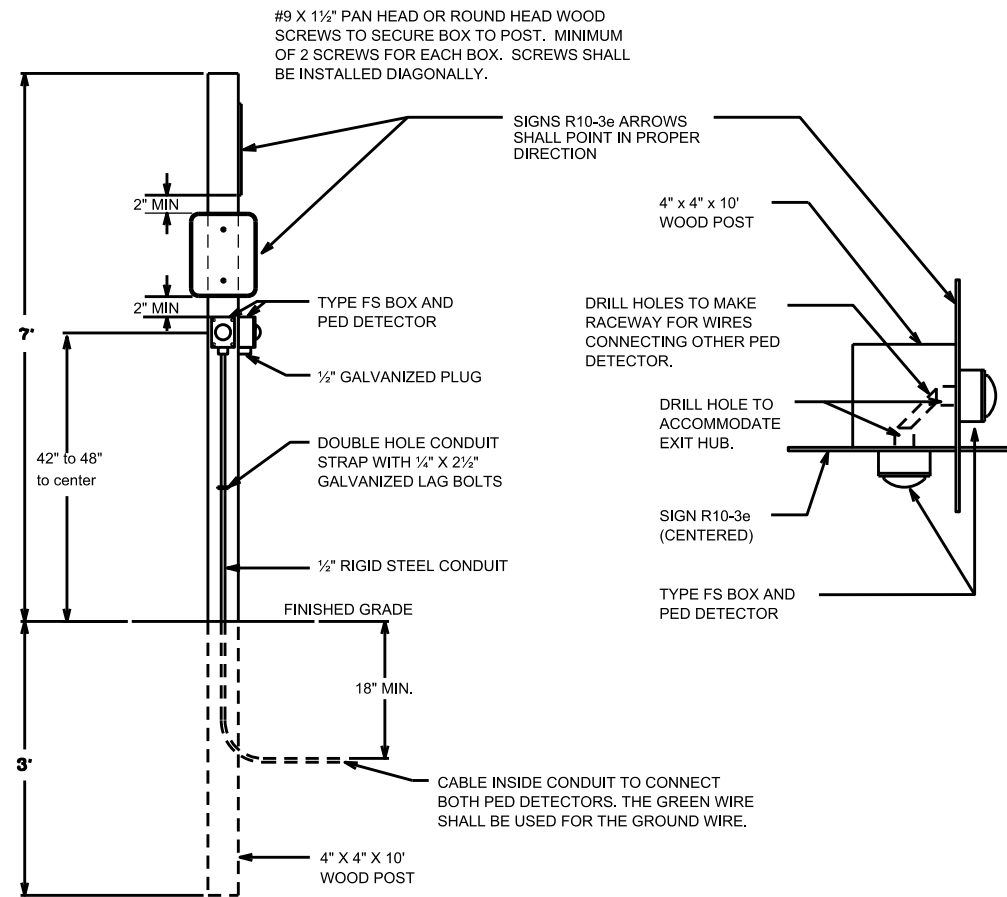 #9 X 1½" PAN HEAD OR ROUND HEAD WOOD
SCREWS TO SECURE BOX TO POST. MINIMUM
OF 2 SCREWS FOR EACH BOX. SCREWS SHALL
BE INSTALLED DIAGONALLY.
SIGNS R10-3e ARROWS
SHALL POINT IN PROPER
DIRECTION
2" MIN
4" x 4" x 10'
WOOD POST
2" MIN
TYPE FS BOX AND
PED DETECTOR
DRILL HOLES TO MAKE
RACEWAY FOR WIRES
CONNECTING OTHER PED
DETECTOR.
7'
½" GALVANIZED PLUG
DRILL HOLE TO
ACCOMMODATE
EXIT HUB.
42" to 48"
to center
DOUBLE HOLE CONDUIT
STRAP WITH ¼" X 2½"
GALVANIZED LAG BOLTS
SIGN R10-3e
(CENTERED)
½" RIGID STEEL CONDUIT
TYPE FS BOX AND
PED DETECTOR
FINISHED GRADE
18" MIN.
3'
CABLE INSIDE CONDUIT TO CONNECT
BOTH PED DETECTORS. THE GREEN WIRE
SHALL BE USED FOR THE GROUND WIRE.
4" X 4" X 10'
WOOD POST